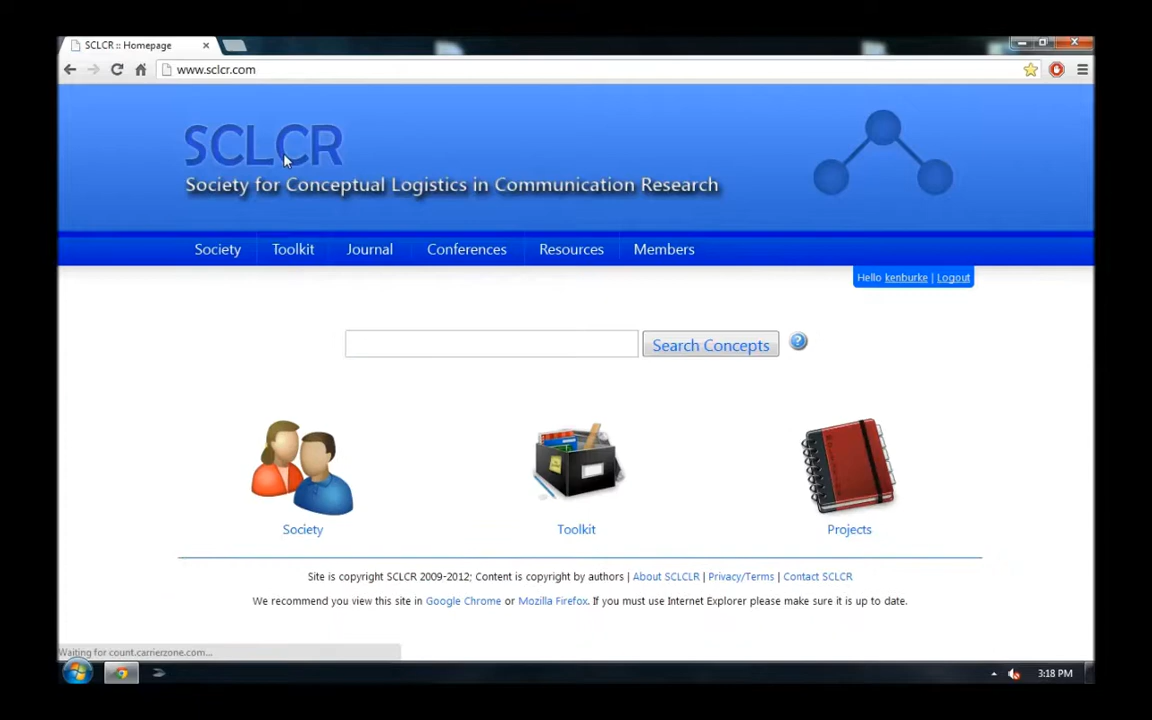 SCLCR :: Homepage
www.sclcr.com
SCLCR
Society for Conceptual Logistics in Communication Research
Society Toolkit Journal Conferences Resources Members
Hello kenburke | Logout
Search Concepts ?
Society Toolkit Projects
Site is copyright SCLCR 2009-2012; Content is copyright by authors | About SCLCLR | Privacy/Terms | Contact SCLCR
We recommend you view this site in Google Chrome or Mozilla Firefox. If you must use Internet Explorer please make sure it is up to date.
Waiting for count.carrierzone.com...
3:18 PM